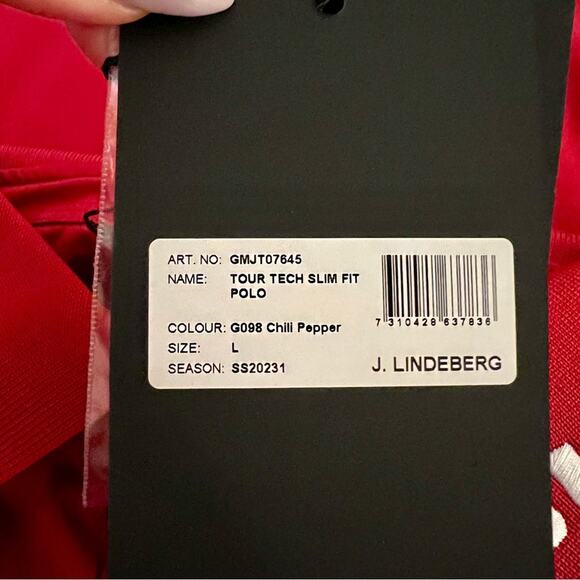 ART. NO: GMJT07645
NAME: TOUR TECH SLIM FIT
POLO
COLOUR: G098 Chili Pepper
SIZE: L
SEASON: SS20231
7 310428 637836
J. LINDEBERG